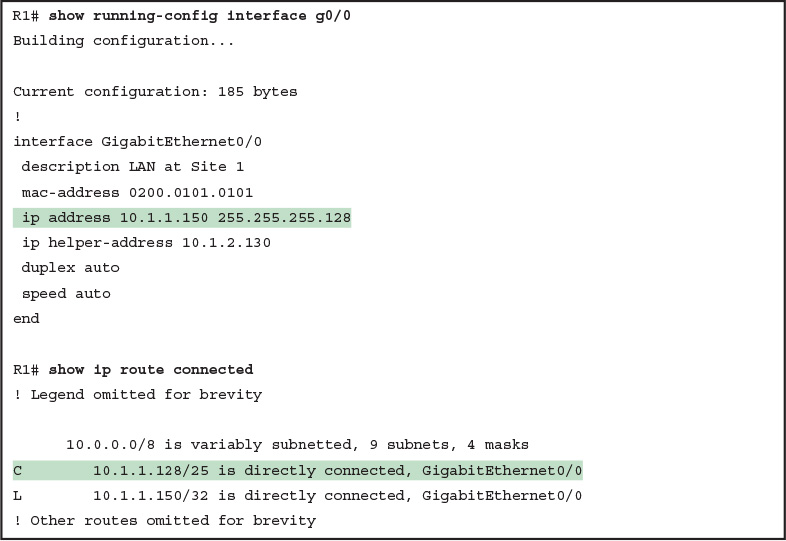 R1# show running-config interface g0/0
Building configuration...
Current configuration: 185 bytes
!
interface GigabitEthernet0/0
description LAN at Site 1
mac-address 0200.0101.0101
ip address 10.1.1.150 255.255.255.128
ip helper-address 10.1.2.130
duplex auto
speed auto
end
R1# show ip route connected
! Legend omitted for brevity
10.0.0.0/8 is variably subnetted, 9 subnets, 4 masks
C 10.1.1.128/25 is directly connected, GigabitEthernet0/0
L 10.1.1.150/32 is directly connected, GigabitEthernet0/0
! Other routes omitted for brevity